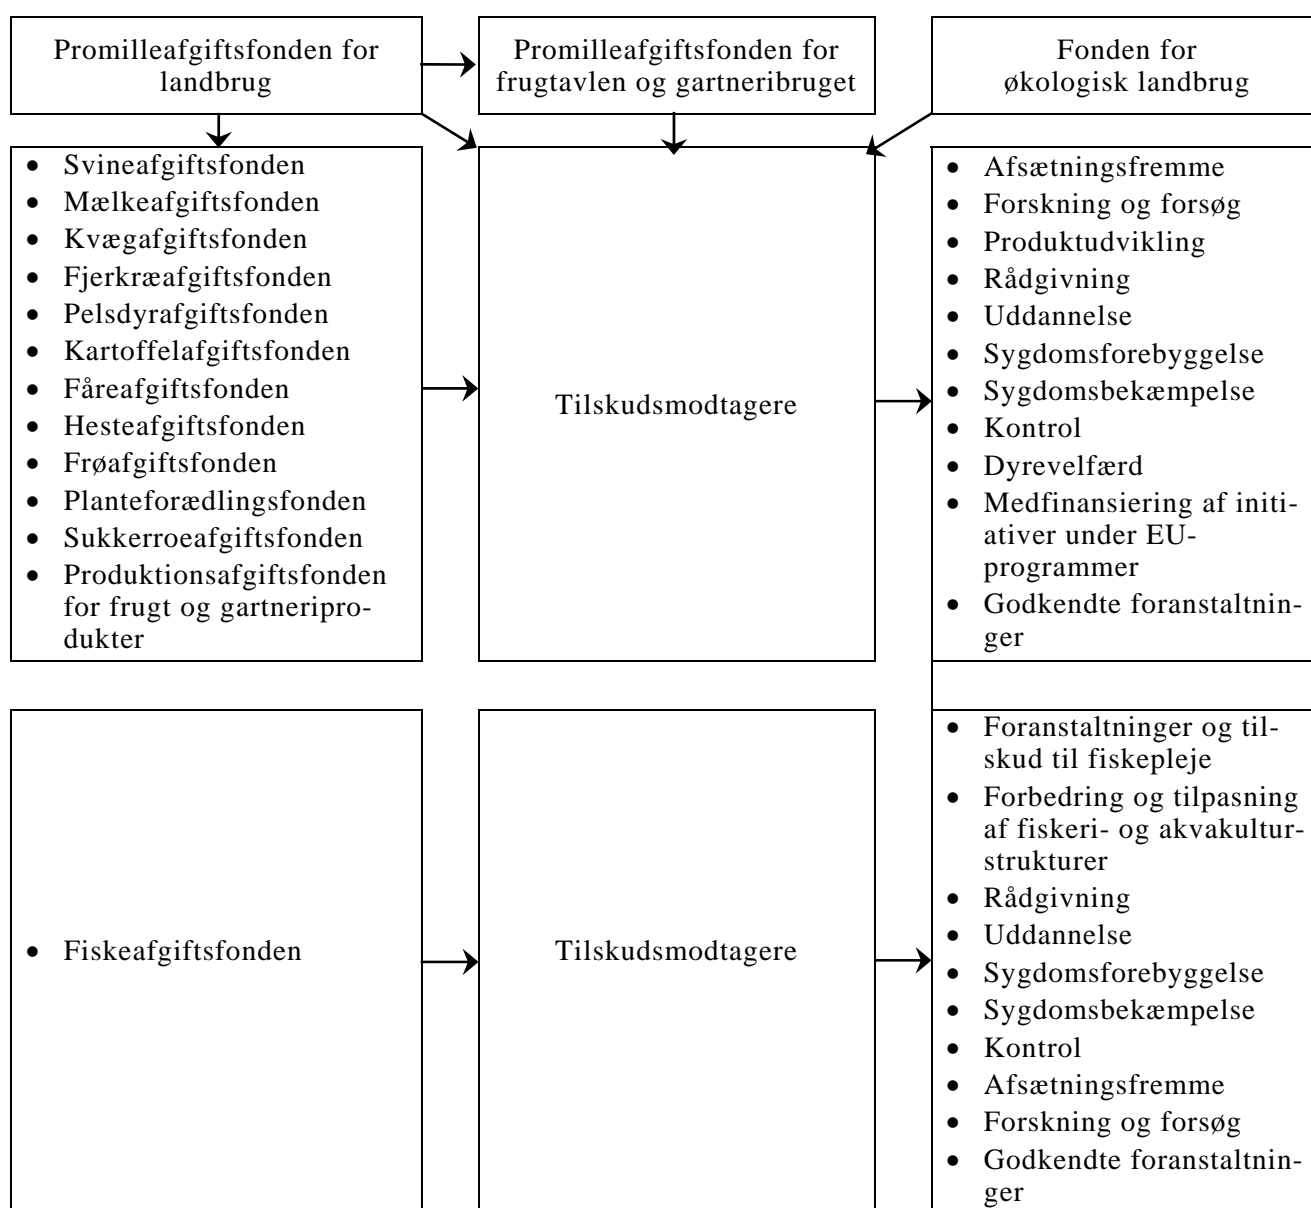 Promilleafgiftsfonden for
landbrug
Promilleafgiftsfonden for
frugtavlen og gartneribruget
Fonden for
økologisk landbrug
• Svineafgiftsfonden
• Mælkeafgiftsfonden
• Kvægafgiftsfonden
• Fjerkræafgiftsfonden
• Pelsdyrafgiftsfonden
• Kartoffelafgiftsfonden
• Fåreafgiftsfonden
• Hesteafgiftsfonden
• Frøafgiftsfonden
• Planteforædlingsfonden
• Sukkerroeafgiftsfonden
• Produktionsafgiftsfonden
for frugt og gartneripro-
dukter
Tilskudsmodtagere
• Afsætningsfremme
• Forskning og forsøg
• Produktudvikling
• Rådgivning
• Uddannelse
• Sygdomsforebyggelse
• Sygdomsbekæmpelse
• Kontrol
• Dyrevelfærd
• Medfinansiering af initi-
ativer under EU-
programmer
• Godkendte foranstaltnin-
ger
• Fiskeafgiftsfonden
Tilskudsmodtagere
• Foranstaltninger og til-
skud til fiskepleje
• Forbedring og tilpasning
af fiskeri- og akvakultur-
strukturer
• Rådgivning
• Uddannelse
• Sygdomsforebyggelse
• Sygdomsbekæmpelse
• Kontrol
• Afsætningsfremme
• Forskning og forsøg
• Godkendte foranstaltnin-
ger